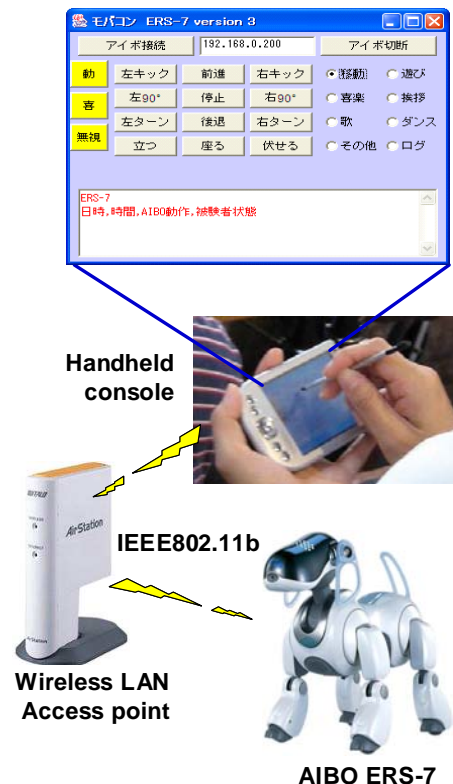 モバコン ERS-7 version 3
アイボ接続 192.168.0.200 アイボ切断
動 左キック 前進 右キック 移動 遊び
喜 左90° 停止 右90° 喜楽 挨拶
無視 左ターン 後退 右ターン 歌 ダンス
立つ 座る 伏せる その他 ログ
ERS-7
日時,時間,AIBO動作,被験者状態
Handheld
console
BUFFALO
AirStation
IEEE802.11b
AirStation
Wireless LAN
Access point
AIBO ERS-7